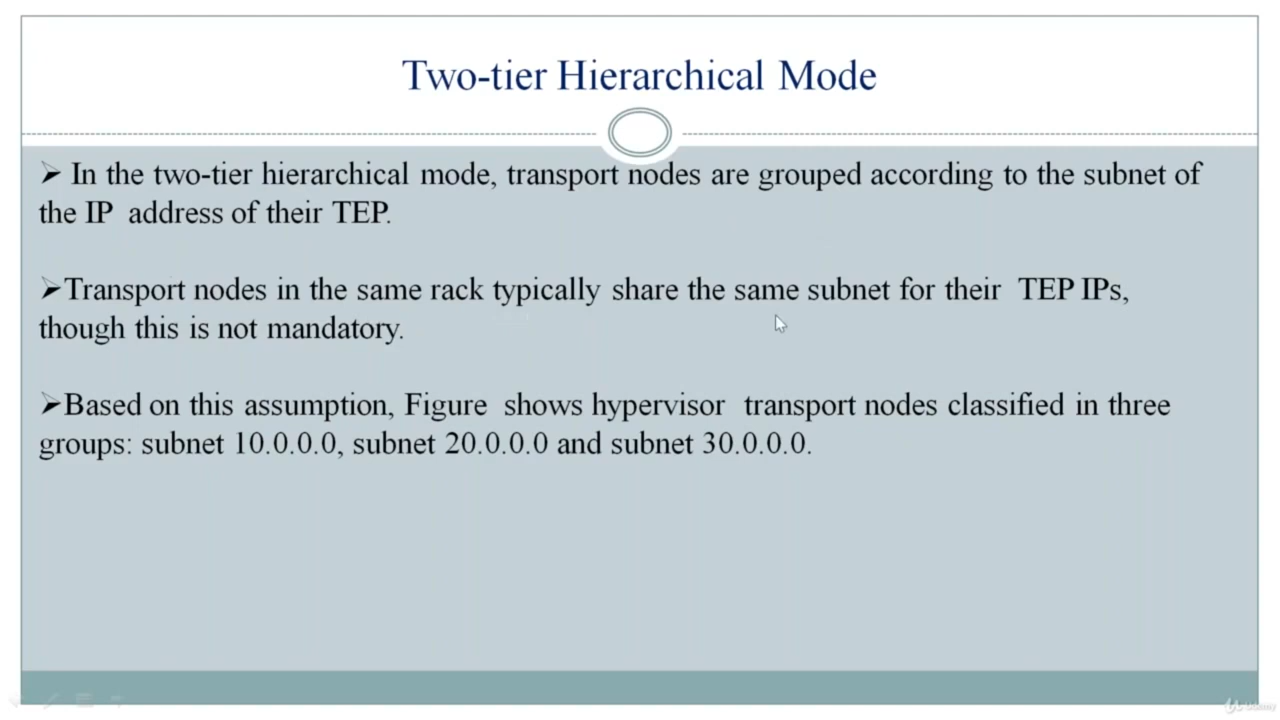 Two-tier Hierarchical Mode
➤ In the two-tier hierarchical mode, transport nodes are grouped according to the subnet of
the IP address of their TEP.
➤Transport nodes in the same rack typically share the same subnet for their TEP IPs,
though this is not mandatory.
➤Based on this assumption, Figure shows hypervisor transport nodes classified in three
groups: subnet 10.0.0.0, subnet 20.0.0.0 and subnet 30.0.0.0.
Udemy